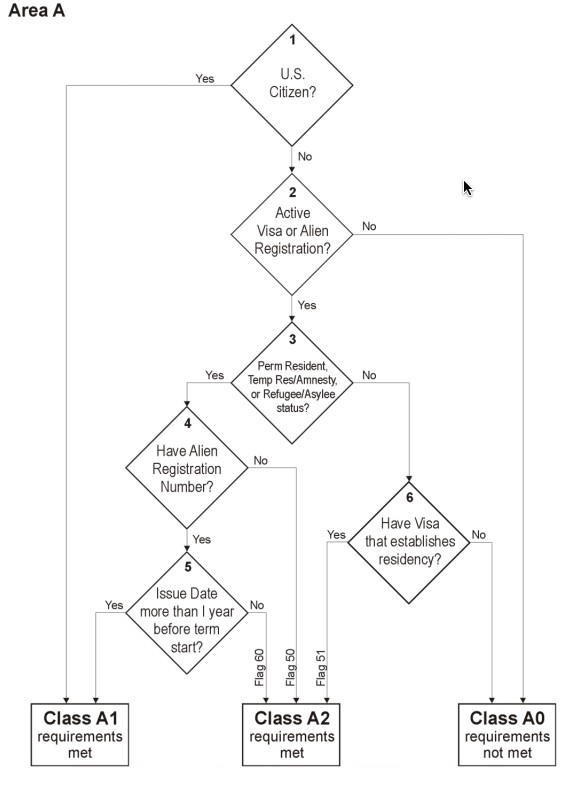 Area A
1
U.S.
Citizen?
Yes
No
2
Active
Visa or Alien
Registration?
No
Yes
3
Perm Resident,
Temp Res/Amnesty,
or Refugee/Asylee
status?
Yes
No
4
Have Alien
Registration
Number?
No
Yes
6
Have Visa
that establishes
residency?
Yes
No
5
Issue Date
more than I year
before term
start?
Yes
No
Flag 60
Flag 50
Flag 51
Class A1
requirements
met
Class A2
requirements
met
Class A0
requirements
not met